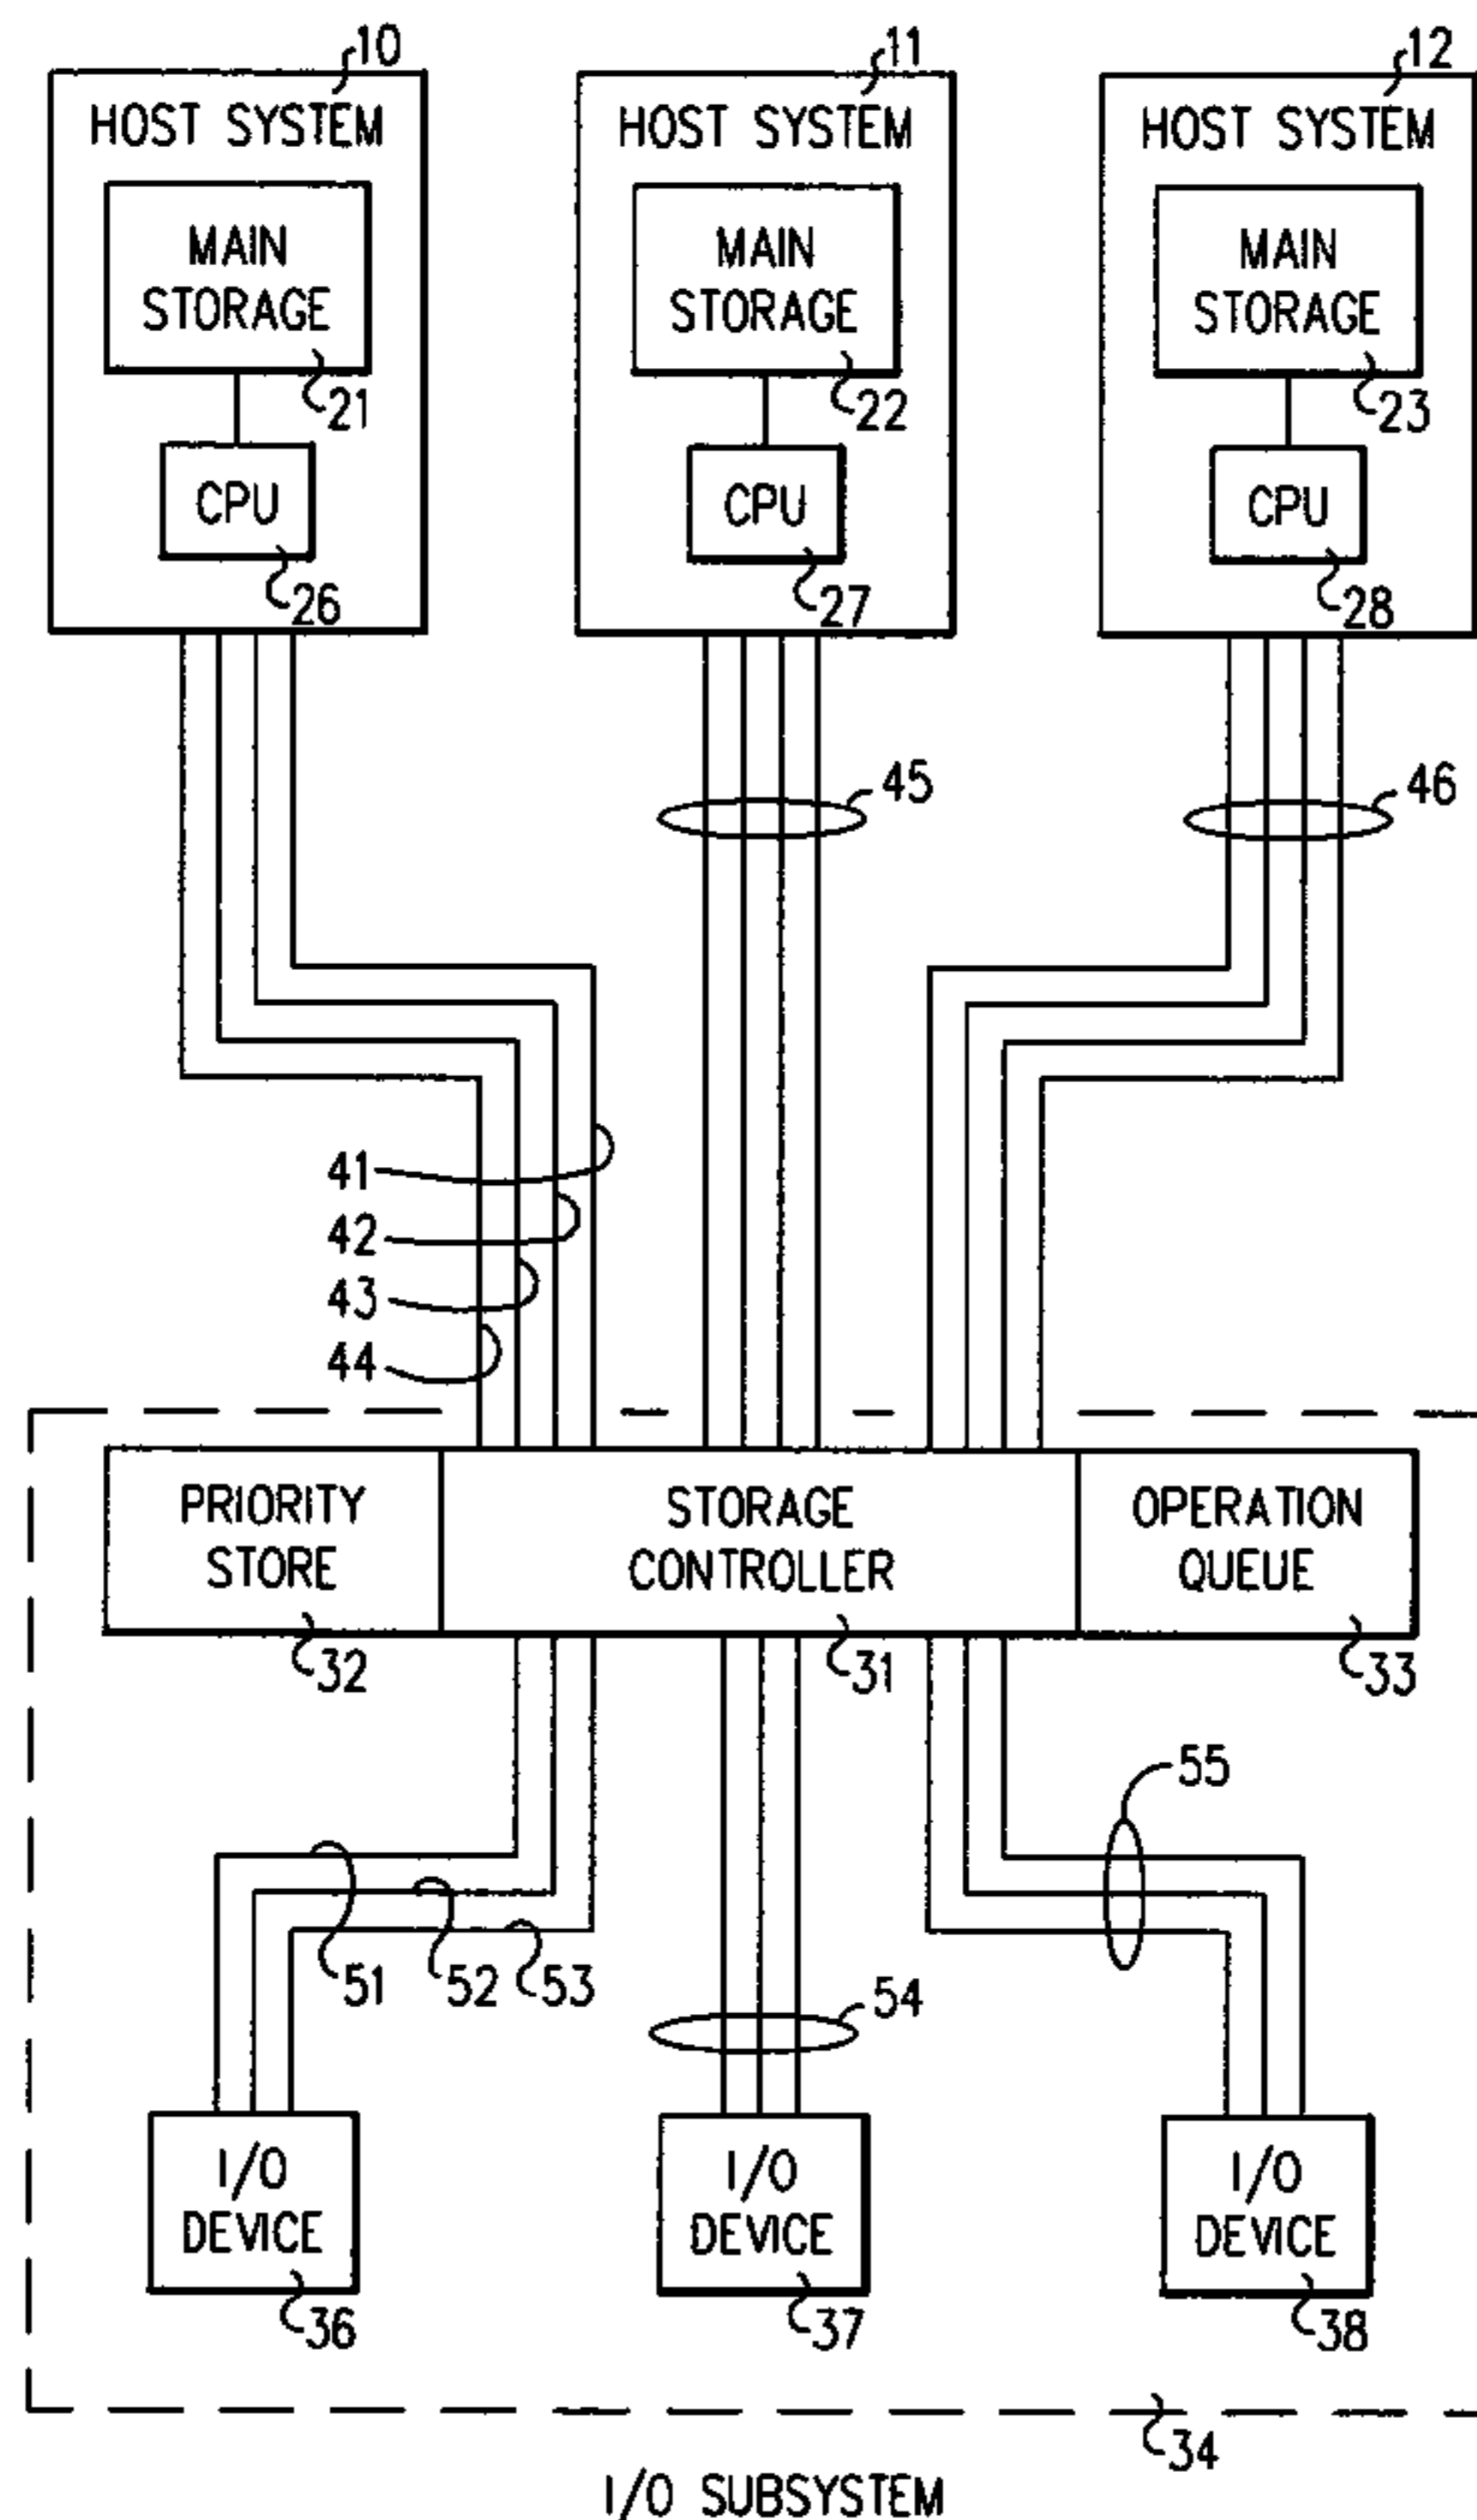 10
11
12
HOST SYSTEM
HOST SYSTEM
HOST SYSTEM
MAIN
STORAGE
MAIN
STORAGE
MAIN
STORAGE
21
22
23
CPU
CPU
CPU
26
27
28
45
46
41
42
43
44
PRIORITY
STORE
STORAGE
CONTROLLER
OPERATION
QUEUE
32
31
33
55
51
52
53
54
I/O
DEVICE
I/O
DEVICE
I/O
DEVICE
36
37
38
34
I/O SUBSYSTEM